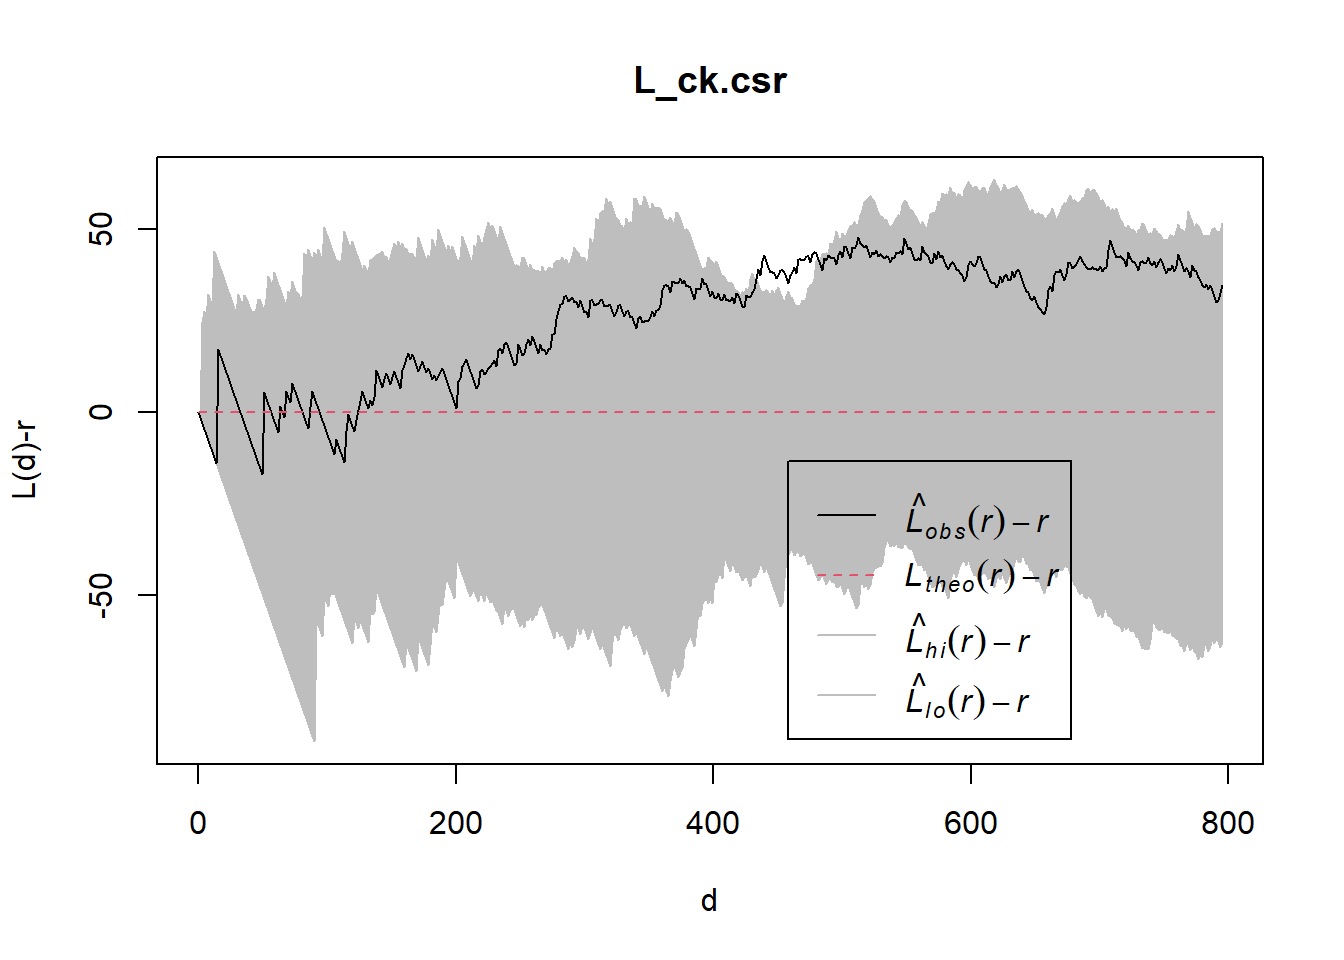 L_ck.csr
L(d)-r
50
0
-50
L̂obs(r) – r
Ltheo(r) – r
L̂hi(r) – r
L̂lo(r) – r
0 200 400 600 800
d